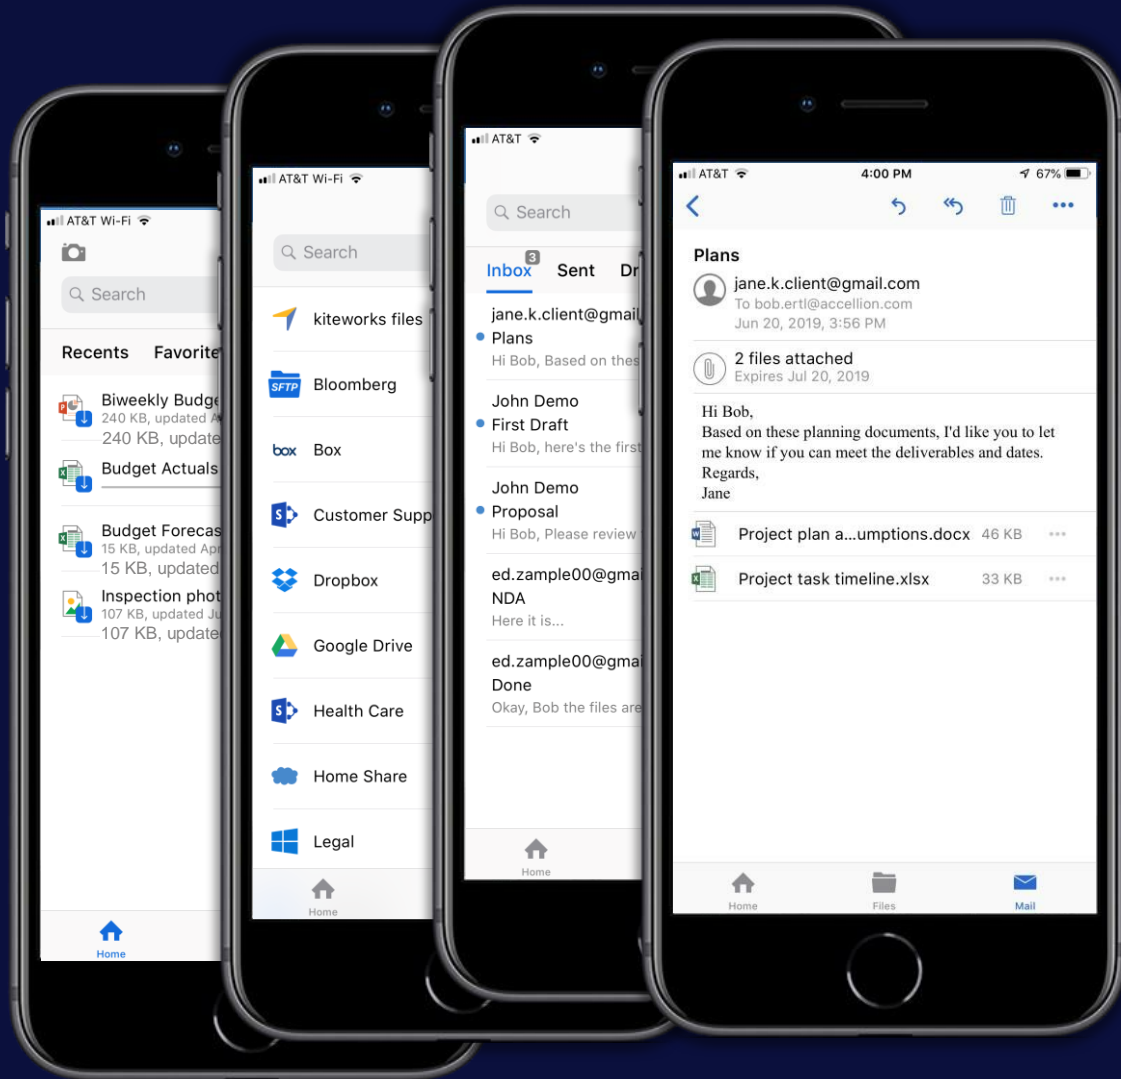 AT&T Wi-Fi
Search
Recents Favorite
Biweekly Budge
240 KB, updated A
240 KB, update
Budget Actuals
Budget Forecas
15 KB, updated Apr
15 KB, updated
Inspection phot
107 KB, updated Ju
107 KB, update
Home
AT&T Wi-Fi
Search
kiteworks files
SFTP Bloomberg
box Box
S Customer Supp
Dropbox
Google Drive
S Health Care
Home Share
Legal
Home
AT&T
Search
Inbox 3 Sent Dr
jane.k.client@gmail
Plans
Hi Bob, Based on thes
John Demo
First Draft
Hi Bob, here's the first
John Demo
Proposal
Hi Bob, Please review
ed.zample00@gmai
NDA
Here it is...
ed.zample00@gmai
Done
Okay, Bob the files are
Home
AT&T 4:00 PM 67%
Plans
jane.k.client@gmail.com
To bob.ertl@accellion.com
Jun 20, 2019, 3:56 PM
2 files attached
Expires Jul 20, 2019
Hi Bob,
Based on these planning documents, I'd like you to let
me know if you can meet the deliverables and dates.
Regards,
Jane
Project plan a...umptions.docx 46 KB
Project task timeline.xlsx 33 KB
Home Files Mail